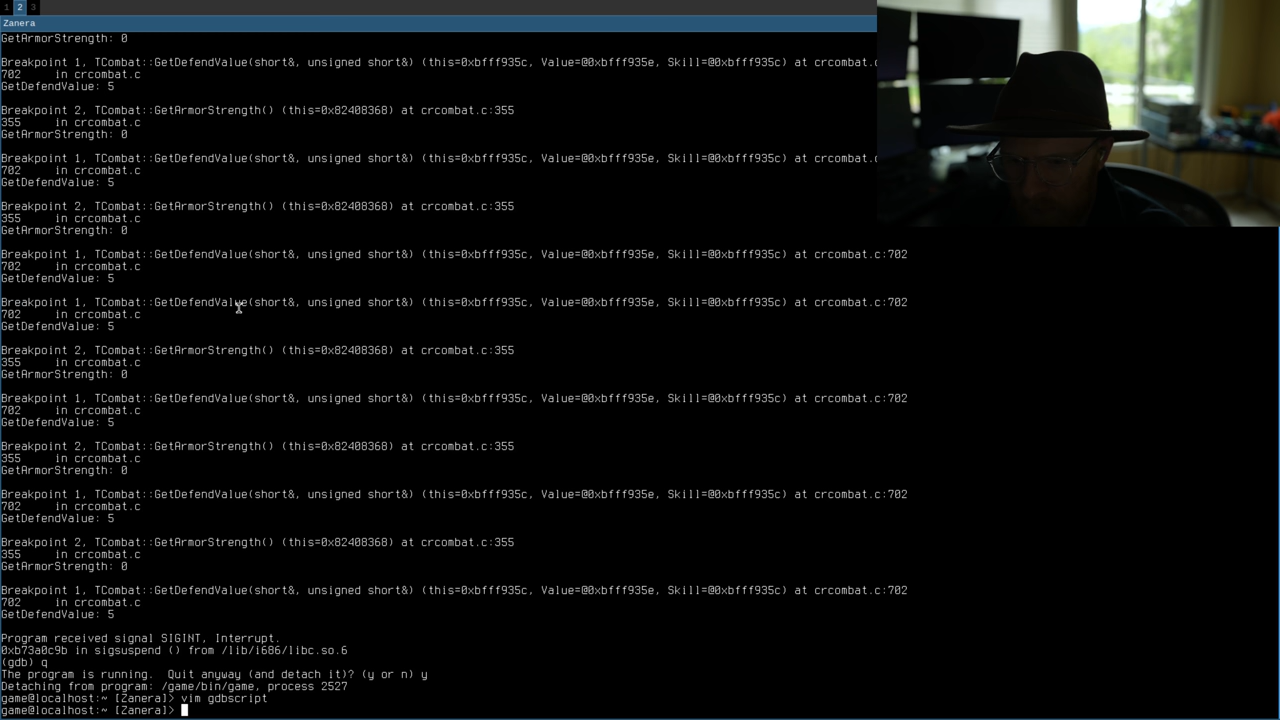 1 2 3
Zanera
GetArmorStrength: 0
Breakpoint 1, TCombat::GetDefendValue(short&, unsigned short&) (this=0xbfff935c, Value=@0xbfff935e, Skill=@0xbfff935c) at crcombat.c
702 in crcombat.c
GetDefendValue: 5
Breakpoint 2, TCombat::GetArmorStrength() (this=0x82408368) at crcombat.c:355
355 in crcombat.c
GetArmorStrength: 0
Breakpoint 1, TCombat::GetDefendValue(short&, unsigned short&) (this=0xbfff935c, Value=@0xbfff935e, Skill=@0xbfff935c) at crcombat.c
702 in crcombat.c
GetDefendValue: 5
Breakpoint 2, TCombat::GetArmorStrength() (this=0x82408368) at crcombat.c:355
355 in crcombat.c
GetArmorStrength: 0
Breakpoint 1, TCombat::GetDefendValue(short&, unsigned short&) (this=0xbfff935c, Value=@0xbfff935e, Skill=@0xbfff935c) at crcombat.c:702
702 in crcombat.c
GetDefendValue: 5
Breakpoint 1, TCombat::GetDefendValue(short&, unsigned short&) (this=0xbfff935c, Value=@0xbfff935e, Skill=@0xbfff935c) at crcombat.c:702
702 in crcombat.c
GetDefendValue: 5
Breakpoint 2, TCombat::GetArmorStrength() (this=0x82408368) at crcombat.c:355
355 in crcombat.c
GetArmorStrength: 0
Breakpoint 1, TCombat::GetDefendValue(short&, unsigned short&) (this=0xbfff935c, Value=@0xbfff935e, Skill=@0xbfff935c) at crcombat.c:702
702 in crcombat.c
GetDefendValue: 5
Breakpoint 2, TCombat::GetArmorStrength() (this=0x82408368) at crcombat.c:355
355 in crcombat.c
GetArmorStrength: 0
Breakpoint 1, TCombat::GetDefendValue(short&, unsigned short&) (this=0xbfff935c, Value=@0xbfff935e, Skill=@0xbfff935c) at crcombat.c:702
702 in crcombat.c
GetDefendValue: 5
Breakpoint 2, TCombat::GetArmorStrength() (this=0x82408368) at crcombat.c:355
355 in crcombat.c
GetArmorStrength: 0
Breakpoint 1, TCombat::GetDefendValue(short&, unsigned short&) (this=0xbfff935c, Value=@0xbfff935e, Skill=@0xbfff935c) at crcombat.c:702
702 in crcombat.c
GetDefendValue: 5
Program received signal SIGINT, Interrupt.
0xb73a0c9b in sigsuspend () from /lib/i686/libc.so.6
(gdb) q
The program is running.  Quit anyway (and detach it)? (y or n) y
Detaching from program: /game/bin/game, process 2527
game@localhost:~ [Zanera]> vim gdbscript
game@localhost:~ [Zanera]>